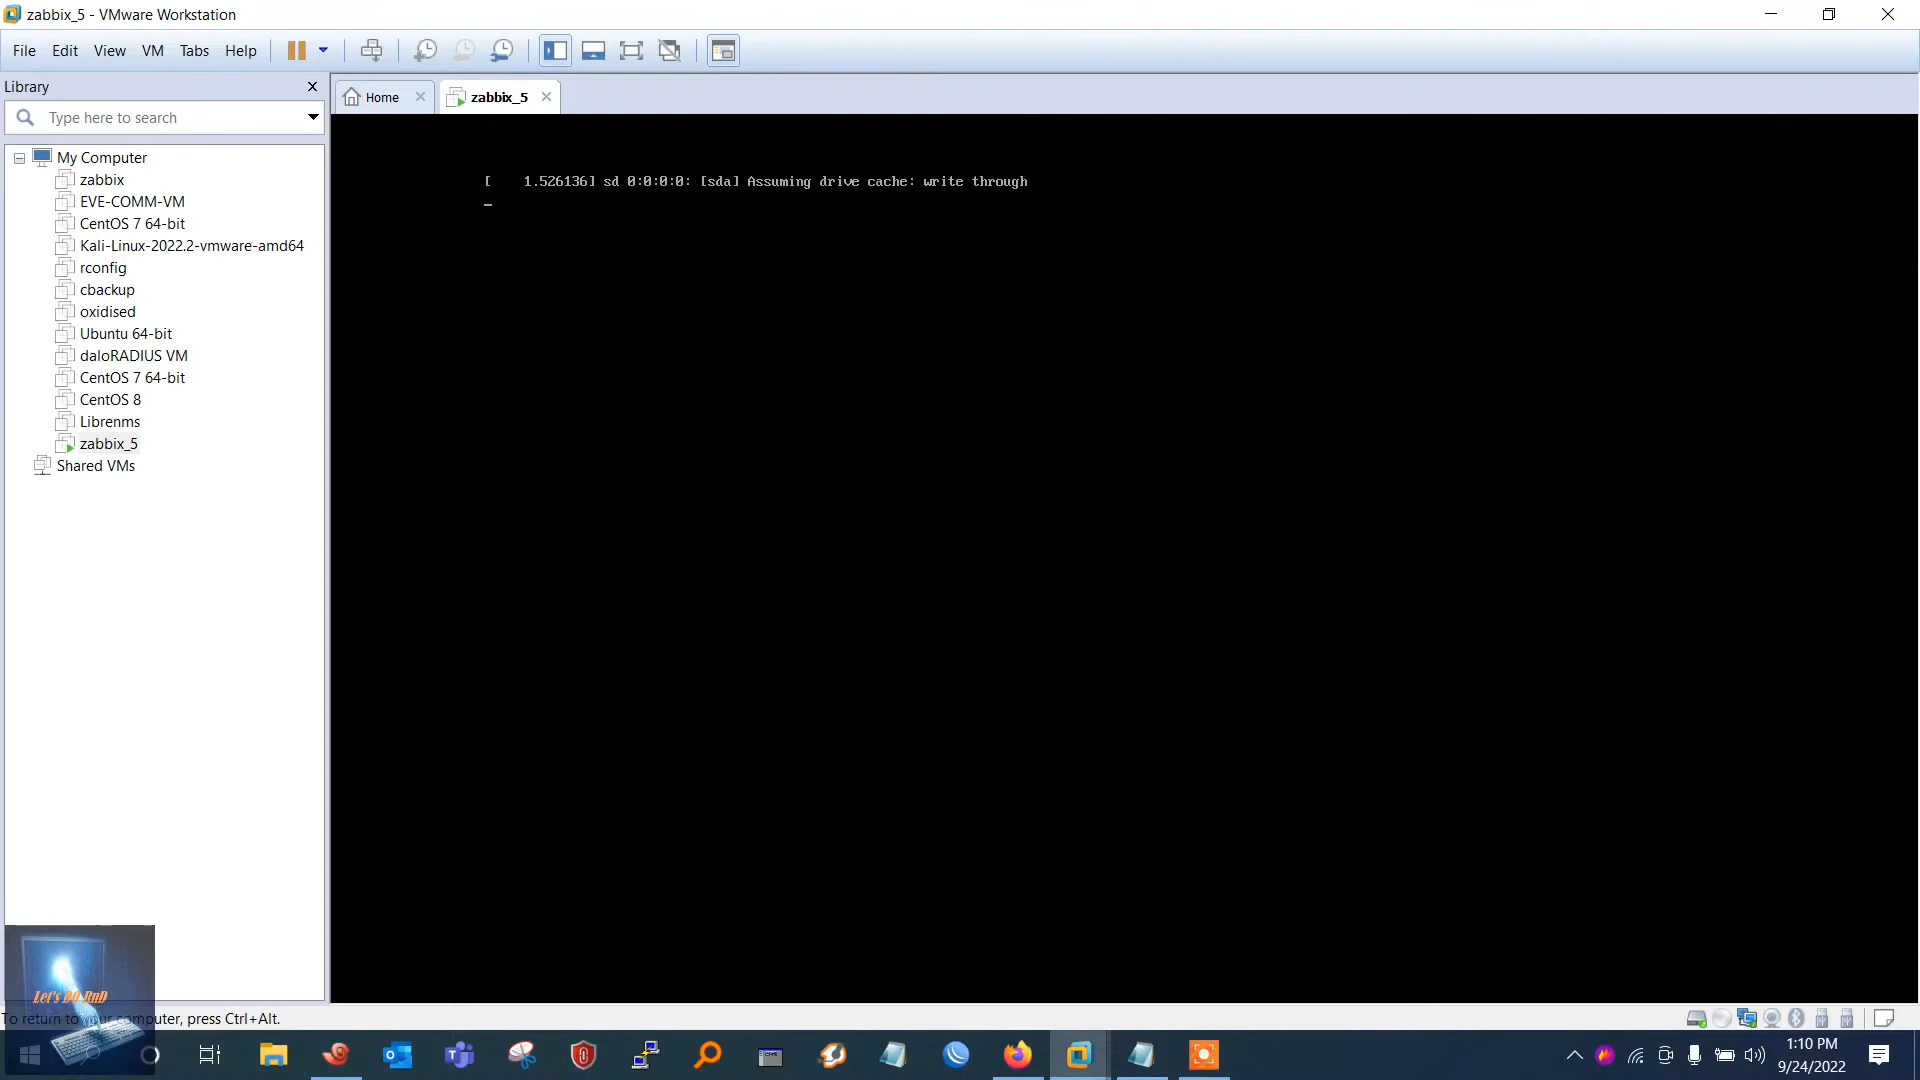 zabbix_5 - VMware Workstation
File Edit View VM Tabs Help
Library
Type here to search
Home
zabbix_5
My Computer
zabbix
EVE-COMM-VM
CentOS 7 64-bit
Kali-Linux-2022.2-vmware-amd64
rconfig
cbackup
oxidised
Ubuntu 64-bit
daloRADIUS VM
CentOS 7 64-bit
CentOS 8
Librenms
zabbix_5
Shared VMs
[    1.526136] sd 0:0:0:0: [sda] Assuming drive cache: write through
_
Let's DO RnD
To return to your computer, press Ctrl+Alt.
1:10 PM
9/24/2022